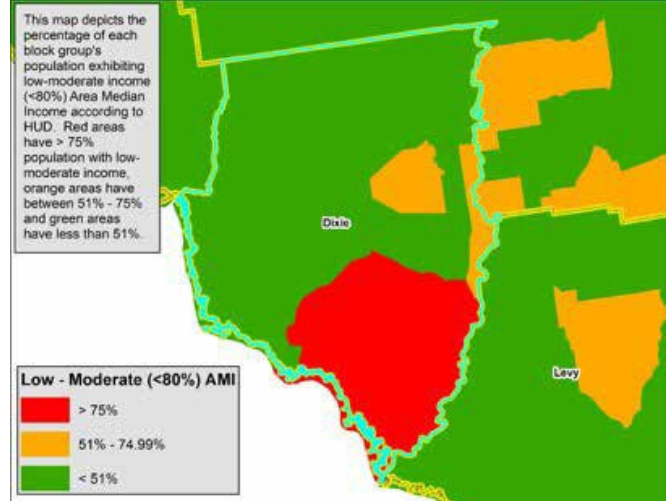 This map depicts the
percentage of each
block group's
population exhibiting
low-moderate income
(<80%) Area Median
Income according to
HUD. Red areas
have > 75%
population with low-
moderate income,
orange areas have
between 51% - 75%
and green areas
have less than 51%.
Dixie
Levy
Low - Moderate (<80%) AMI
> 75%
51% - 74.99%
< 51%